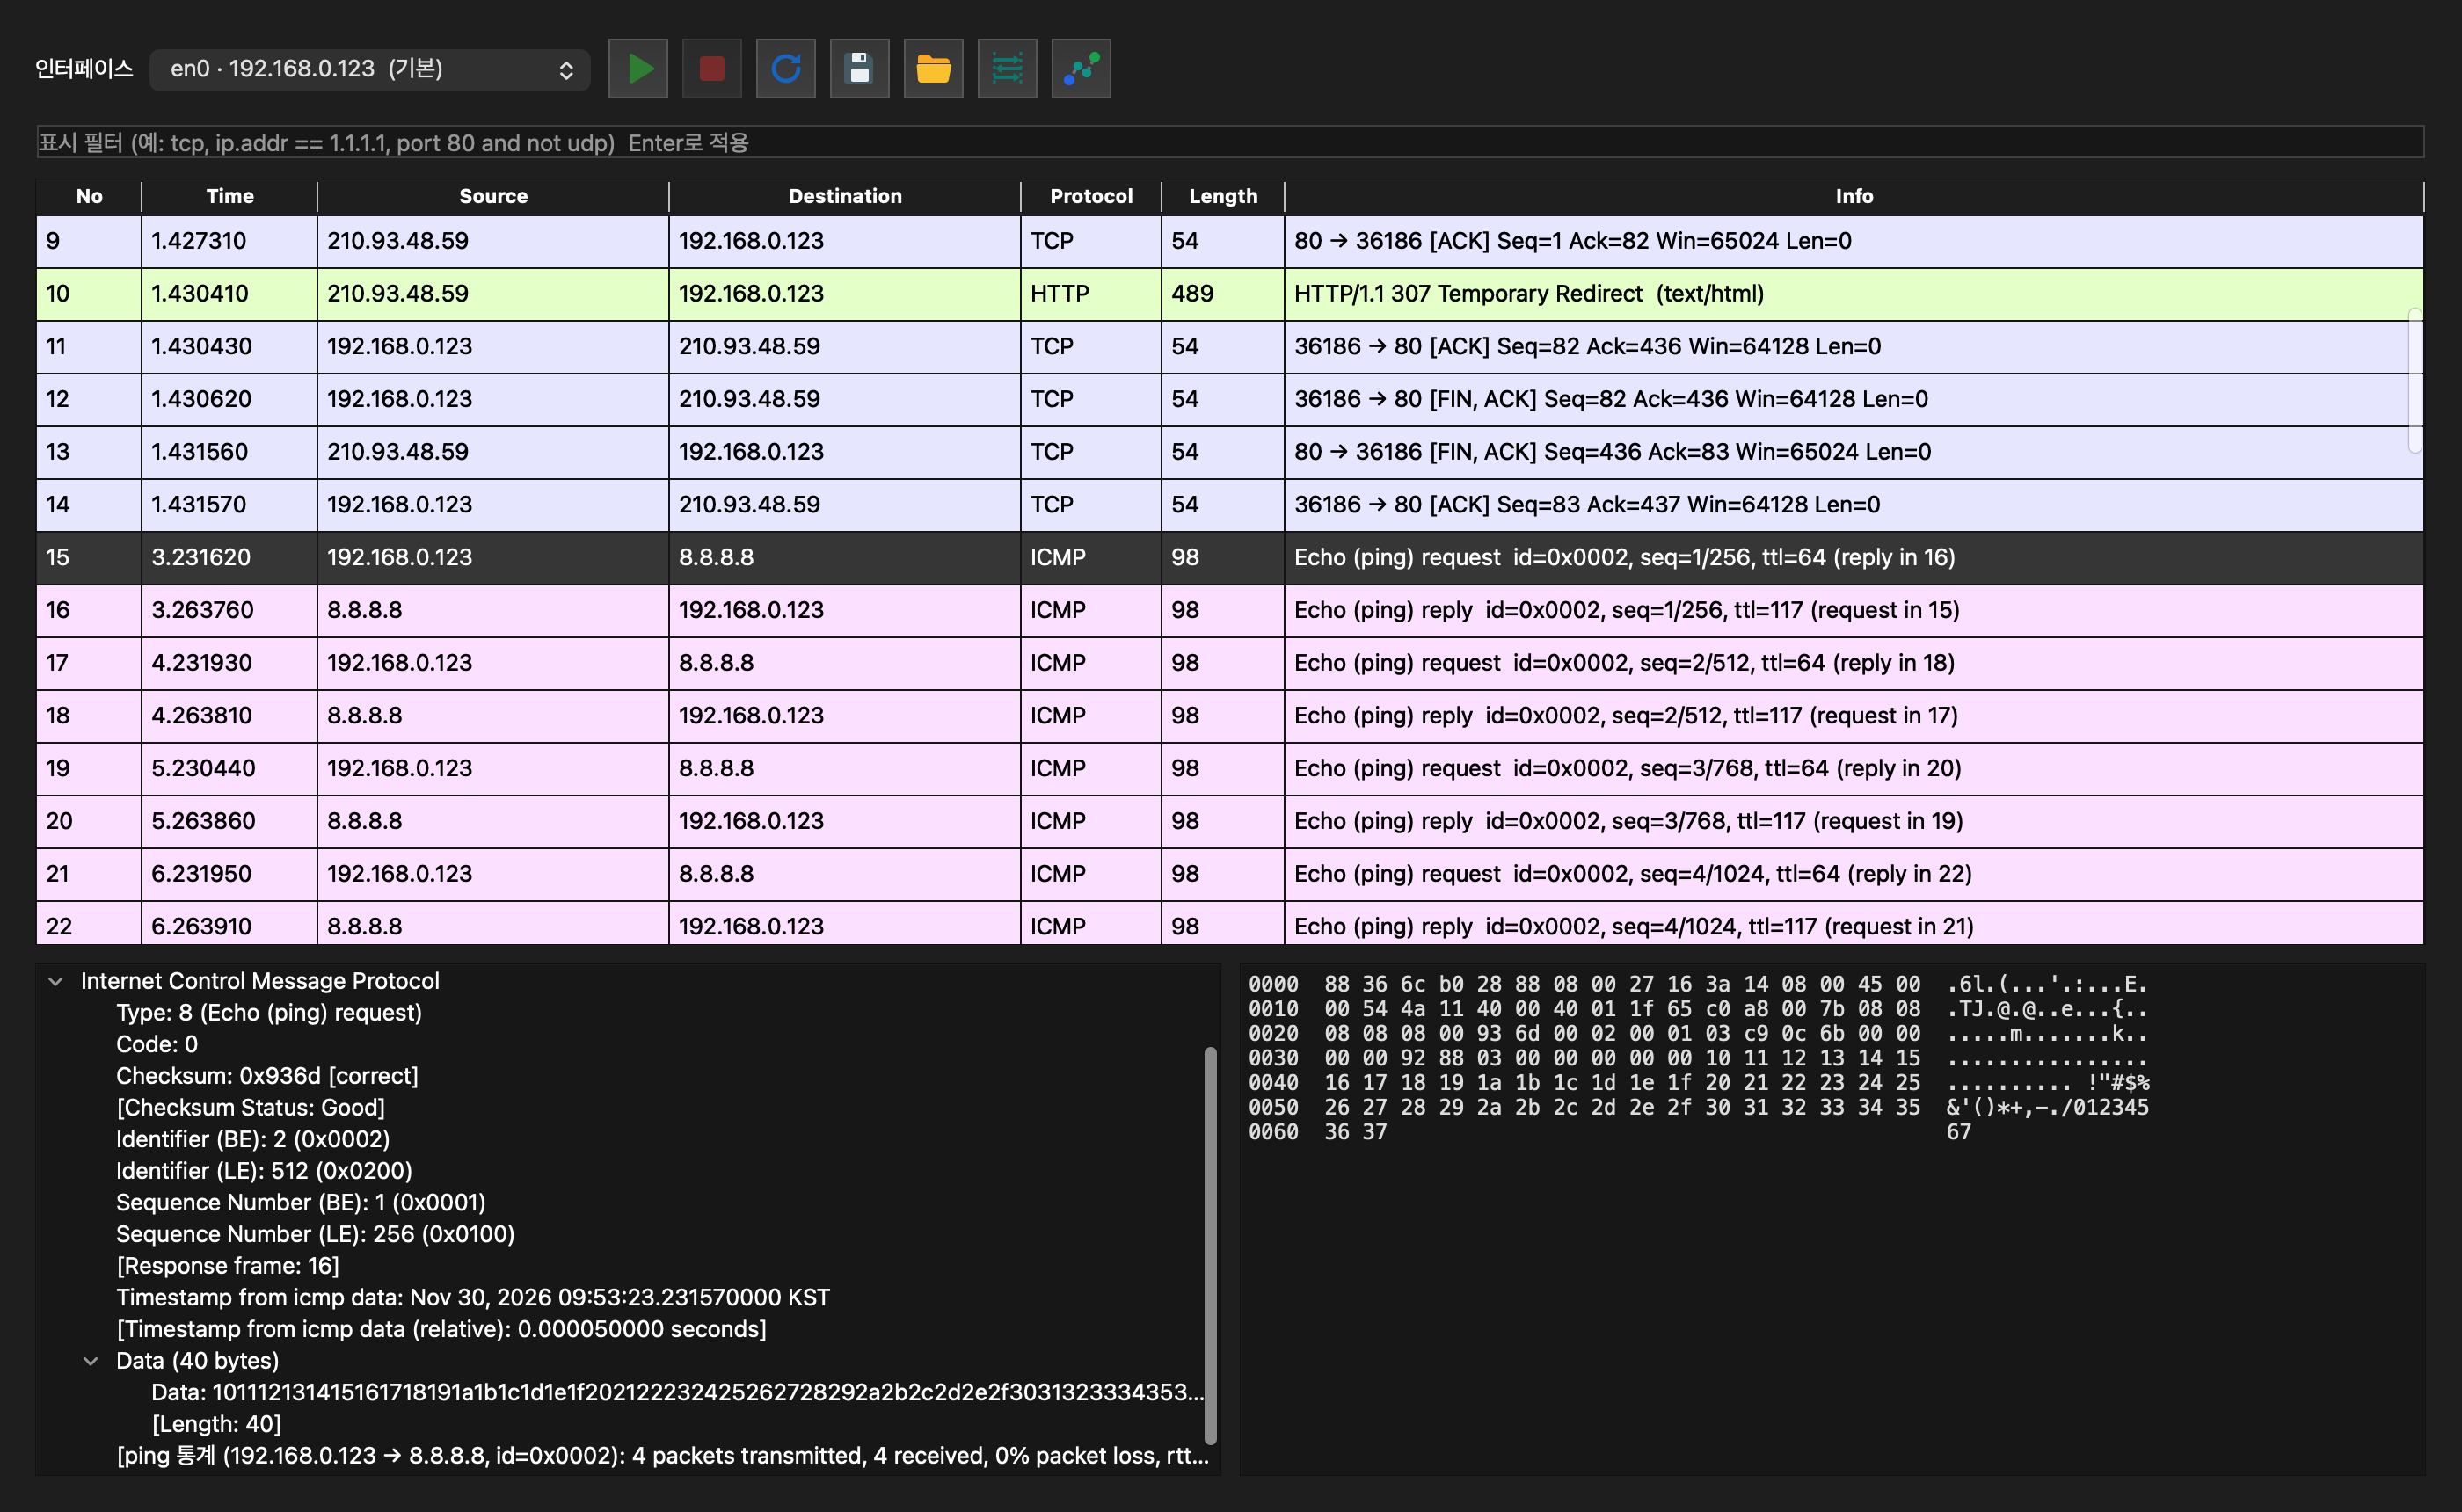 인터페이스 en0 · 192.168.0.123 (기본)
표시 필터 (예: tcp, ip.addr == 1.1.1.1, port 80 and not udp)  Enter로 적용
No Time Source Destination Protocol Length Info
9 1.427310 210.93.48.59 192.168.0.123 TCP 54 80 → 36186 [ACK] Seq=1 Ack=82 Win=65024 Len=0
10 1.430410 210.93.48.59 192.168.0.123 HTTP 489 HTTP/1.1 307 Temporary Redirect  (text/html)
11 1.430430 192.168.0.123 210.93.48.59 TCP 54 36186 → 80 [ACK] Seq=82 Ack=436 Win=64128 Len=0
12 1.430620 192.168.0.123 210.93.48.59 TCP 54 36186 → 80 [FIN, ACK] Seq=82 Ack=436 Win=64128 Len=0
13 1.431560 210.93.48.59 192.168.0.123 TCP 54 80 → 36186 [FIN, ACK] Seq=436 Ack=83 Win=65024 Len=0
14 1.431570 192.168.0.123 210.93.48.59 TCP 54 36186 → 80 [ACK] Seq=83 Ack=437 Win=64128 Len=0
15 3.231620 192.168.0.123 8.8.8.8 ICMP 98 Echo (ping) request  id=0x0002, seq=1/256, ttl=64 (reply in 16)
16 3.263760 8.8.8.8 192.168.0.123 ICMP 98 Echo (ping) reply  id=0x0002, seq=1/256, ttl=117 (request in 15)
17 4.231930 192.168.0.123 8.8.8.8 ICMP 98 Echo (ping) request  id=0x0002, seq=2/512, ttl=64 (reply in 18)
18 4.263810 8.8.8.8 192.168.0.123 ICMP 98 Echo (ping) reply  id=0x0002, seq=2/512, ttl=117 (request in 17)
19 5.230440 192.168.0.123 8.8.8.8 ICMP 98 Echo (ping) request  id=0x0002, seq=3/768, ttl=64 (reply in 20)
20 5.263860 8.8.8.8 192.168.0.123 ICMP 98 Echo (ping) reply  id=0x0002, seq=3/768, ttl=117 (request in 19)
21 6.231950 192.168.0.123 8.8.8.8 ICMP 98 Echo (ping) request  id=0x0002, seq=4/1024, ttl=64 (reply in 22)
22 6.263910 8.8.8.8 192.168.0.123 ICMP 98 Echo (ping) reply  id=0x0002, seq=4/1024, ttl=117 (request in 21)
Internet Control Message Protocol
Type: 8 (Echo (ping) request)
Code: 0
Checksum: 0x936d [correct]
[Checksum Status: Good]
Identifier (BE): 2 (0x0002)
Identifier (LE): 512 (0x0200)
Sequence Number (BE): 1 (0x0001)
Sequence Number (LE): 256 (0x0100)
[Response frame: 16]
Timestamp from icmp data: Nov 30, 2026 09:53:23.231570000 KST
[Timestamp from icmp data (relative): 0.000050000 seconds]
Data (40 bytes)
Data: 101112131415161718191a1b1c1d1e1f202122232425262728292a2b2c2d2e2f3031323334353...
[Length: 40]
[ping 통계 (192.168.0.123 → 8.8.8.8, id=0x0002): 4 packets transmitted, 4 received, 0% packet loss, rtt...
0000  88 36 6c b0 28 88 08 00 27 16 3a 14 08 00 45 00  .6l.(...'.:...E.
0010  00 54 4a 11 40 00 40 01 1f 65 c0 a8 00 7b 08 08  .TJ.@.@..e...{..
0020  08 08 08 00 93 6d 00 02 00 01 03 c9 0c 6b 00 00  .....m.......k..
0030  00 00 92 88 03 00 00 00 00 00 10 11 12 13 14 15  ................
0040  16 17 18 19 1a 1b 1c 1d 1e 1f 20 21 22 23 24 25  .......... !"#$%
0050  26 27 28 29 2a 2b 2c 2d 2e 2f 30 31 32 33 34 35  &'()*+,-./012345
0060  36 37  67